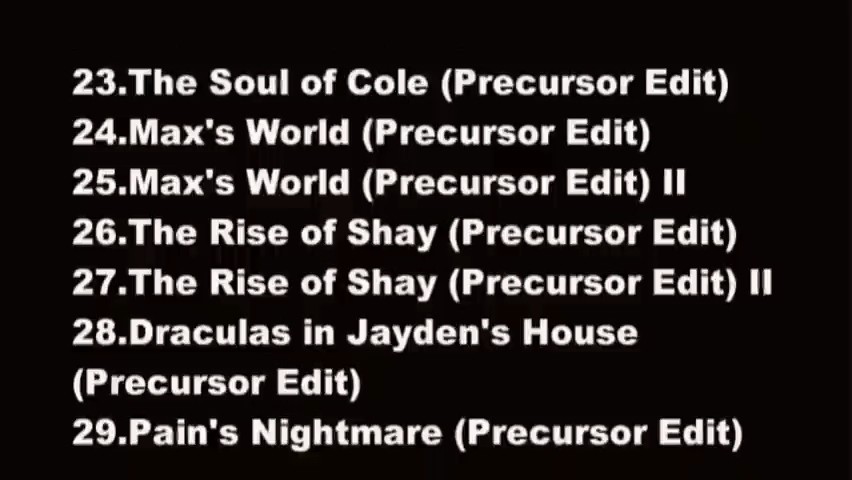 23.The Soul of Cole (Precursor Edit)
24.Max's World (Precursor Edit)
25.Max's World (Precursor Edit) II
26.The Rise of Shay (Precursor Edit)
27.The Rise of Shay (Precursor Edit) II
28.Draculas in Jayden's House
(Precursor Edit)
29.Pain's Nightmare (Precursor Edit)